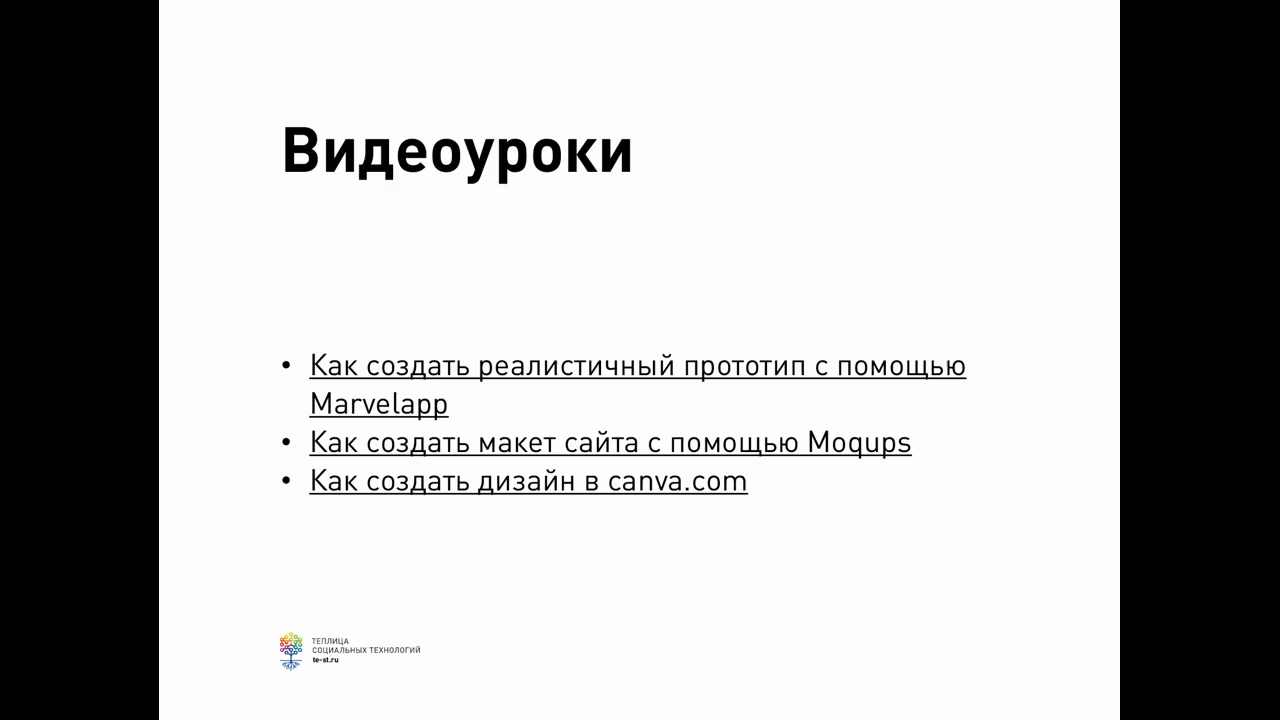 Видеоуроки
• Как создать реалистичный прототип с помощью
Marvelapp
• Как создать макет сайта с помощью Moqups
• Как создать дизайн в canva.com
ТЕПЛИЦА
СОЦИАЛЬНЫХ ТЕХНОЛОГИЙ
te-st.ru